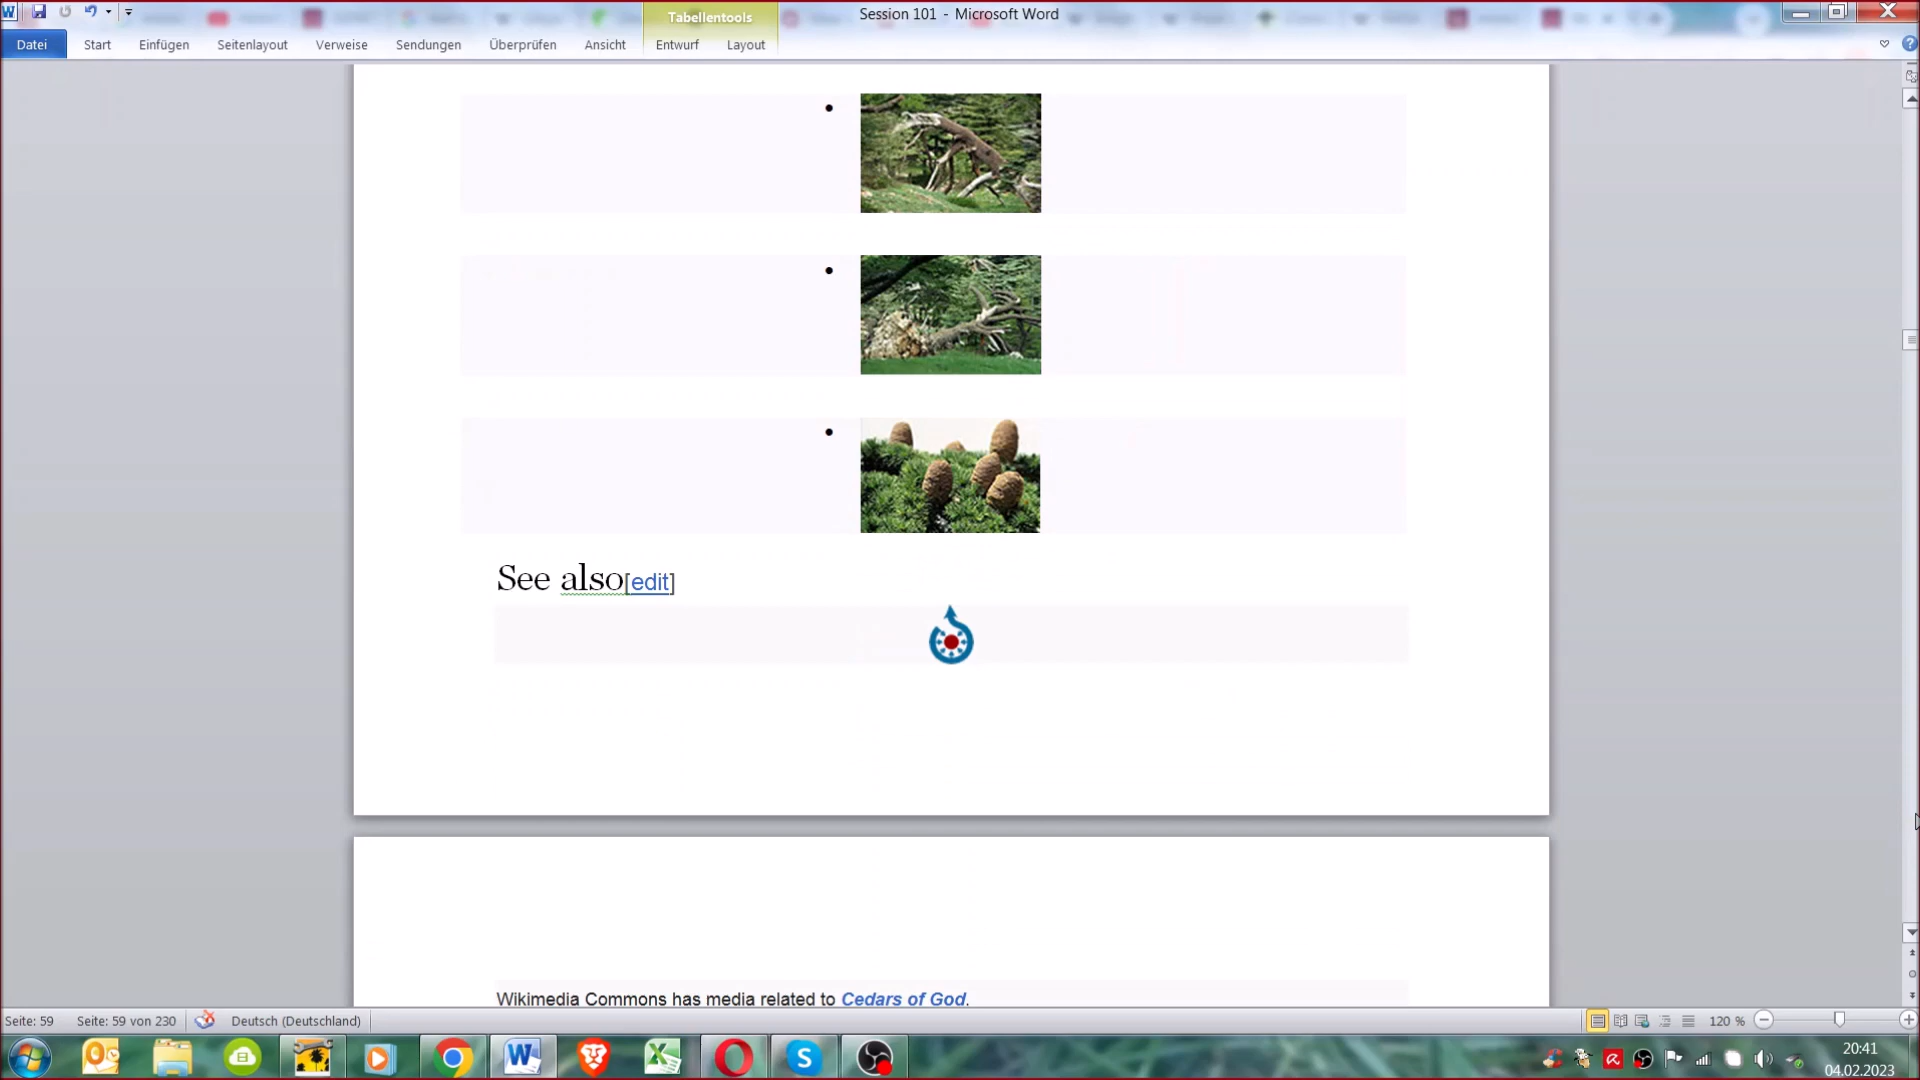 Tabellentools
Session 101 - Microsoft Word
Datei Start Einfügen Seitenlayout Verweise Sendungen Überprüfen Ansicht Entwurf Layout
See also[edit]
Wikimedia Commons has media related to Cedars of God.
Seite: 59 Seite: 59 von 230 Deutsch (Deutschland) 120 %
20:41
04.02.2023